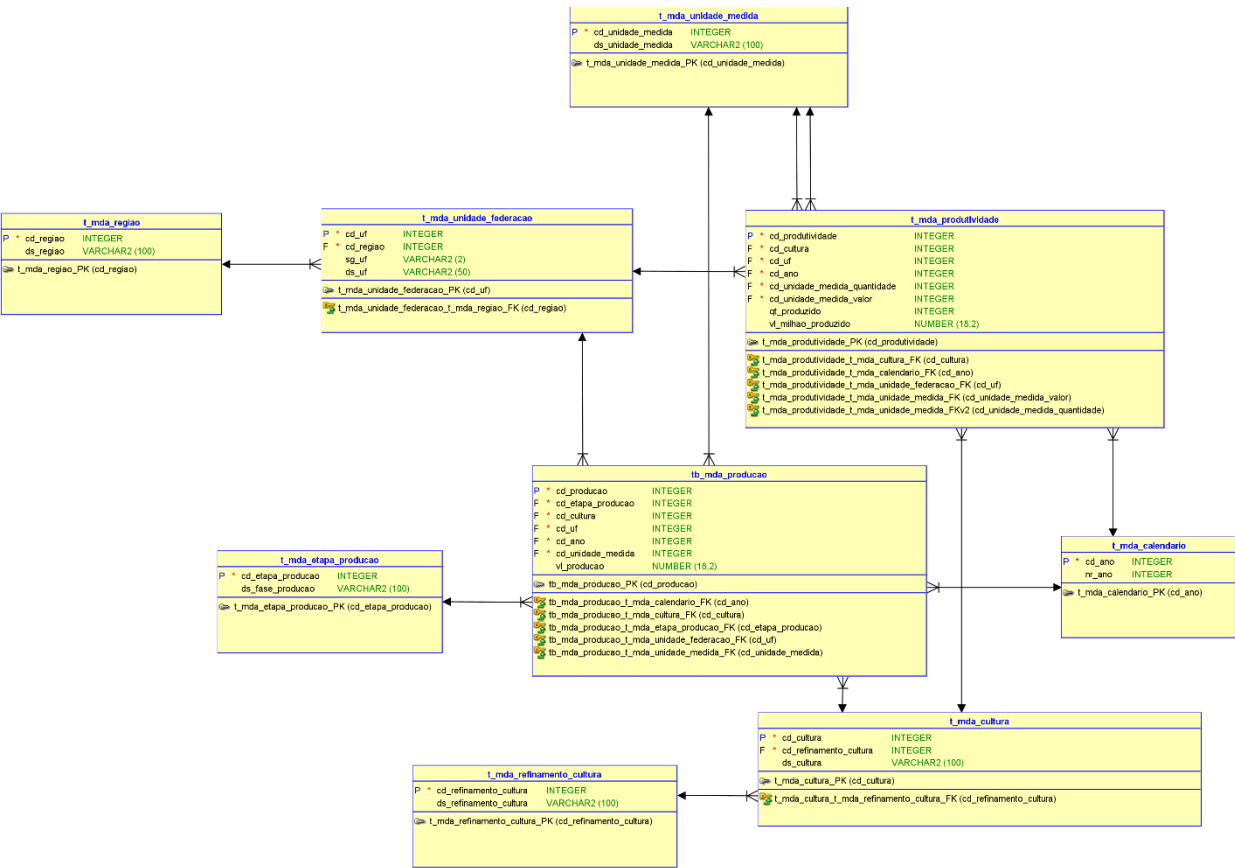 t_mda_unidade_medida
P * cd_unidade_medida INTEGER
ds_unidade_medida VARCHAR2 (100)
t_mda_unidade_medida_PK (cd_unidade_medida)
t_mda_regiao
P * cd_regiao INTEGER
ds_regiao VARCHAR2 (100)
t_mda_regiao_PK (cd_regiao)
t_mda_unidade_federacao
P * cd_uf INTEGER
F * cd_regiao INTEGER
sg_uf VARCHAR2 (2)
ds_uf VARCHAR2 (50)
t_mda_unidade_federacao_PK (cd_uf)
t_mda_unidade_federacao_t_mda_regiao_FK (cd_regiao)
t_mda_produtividade
P * cd_produtividade INTEGER
F * cd_cultura INTEGER
F * cd_uf INTEGER
F * cd_ano INTEGER
F * cd_unidade_medida_quantidade INTEGER
F * cd_unidade_medida_valor INTEGER
qt_produzido INTEGER
vl_milhao_produzido NUMBER (18,2)
t_mda_produtividade_PK (cd_produtividade)
t_mda_produtividade_t_mda_cultura_FK (cd_cultura)
t_mda_produtividade_t_mda_calendario_FK (cd_ano)
t_mda_produtividade_t_mda_unidade_federacao_FK (cd_uf)
t_mda_produtividade_t_mda_unidade_medida_FK (cd_unidade_medida_valor)
t_mda_produtividade_t_mda_unidade_medida_FKv2 (cd_unidade_medida_quantidade)
tb_mda_producao
P * cd_producao INTEGER
F * cd_etapa_producao INTEGER
F * cd_cultura INTEGER
F * cd_uf INTEGER
F * cd_ano INTEGER
F * cd_unidade_medida INTEGER
vl_producao NUMBER (18,2)
tb_mda_producao_PK (cd_producao)
tb_mda_producao_t_mda_calendario_FK (cd_ano)
tb_mda_producao_t_mda_cultura_FK (cd_cultura)
tb_mda_producao_t_mda_etapa_producao_FK (cd_etapa_producao)
tb_mda_producao_t_mda_unidade_federacao_FK (cd_uf)
tb_mda_producao_t_mda_unidade_medida_FK (cd_unidade_medida)
t_mda_etapa_producao
P * cd_etapa_producao INTEGER
ds_fase_producao VARCHAR2 (100)
t_mda_etapa_producao_PK (cd_etapa_producao)
t_mda_calendario
P * cd_ano INTEGER
nr_ano INTEGER
t_mda_calendario_PK (cd_ano)
t_mda_cultura
P * cd_cultura INTEGER
F * cd_refinamento_cultura INTEGER
ds_cultura VARCHAR2 (100)
t_mda_cultura_PK (cd_cultura)
t_mda_cultura_t_mda_refinamento_cultura_FK (cd_refinamento_cultura)
t_mda_refinamento_cultura
P * cd_refinamento_cultura INTEGER
ds_refinamento_cultura VARCHAR2 (100)
t_mda_refinamento_cultura_PK (cd_refinamento_cultura)